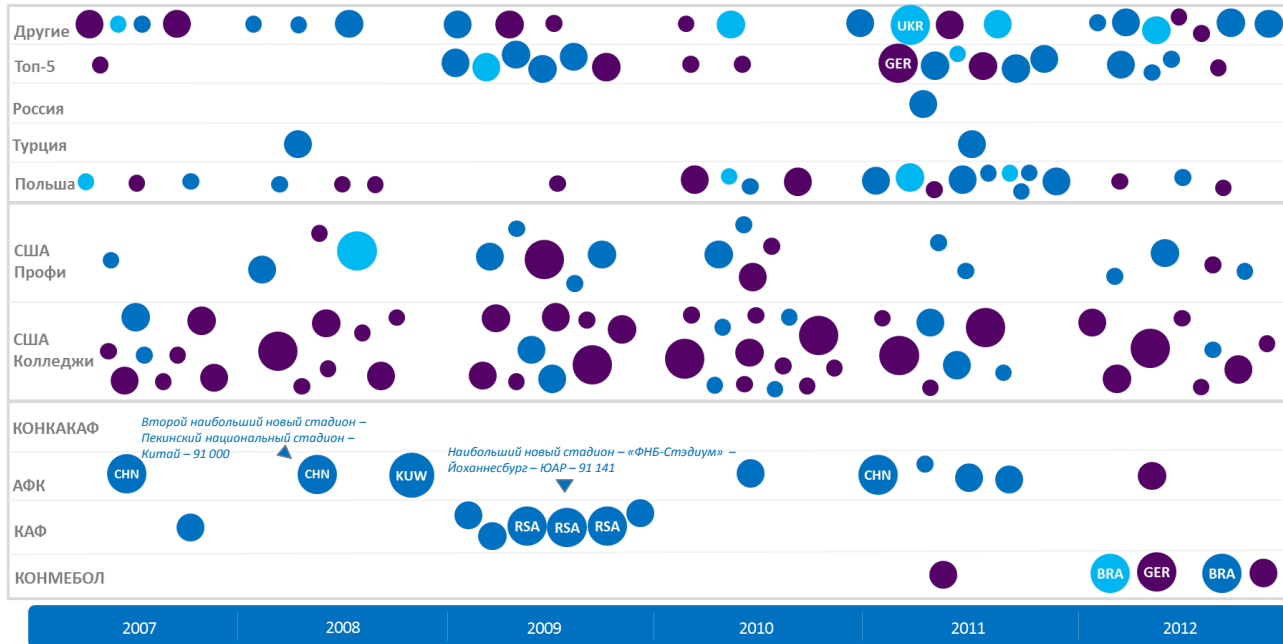 Другие
UKR
Топ-5
GER
Россия
Турция
Польша
США
Профи
США
Колледжи
КОНКАКАФ
Второй наибольший новый стадион –
Пекинский национальный стадион –
Китай – 91 000
Наибольший новый стадион – «ФНБ-Стэдиум» –
Йоханнесбург – ЮАР – 91 141
АФК
CHN
CHN
KUW
CHN
КАФ
RSA
RSA
RSA
КОНМЕБОЛ
BRA
GER
BRA
2007
2008
2009
2010
2011
2012